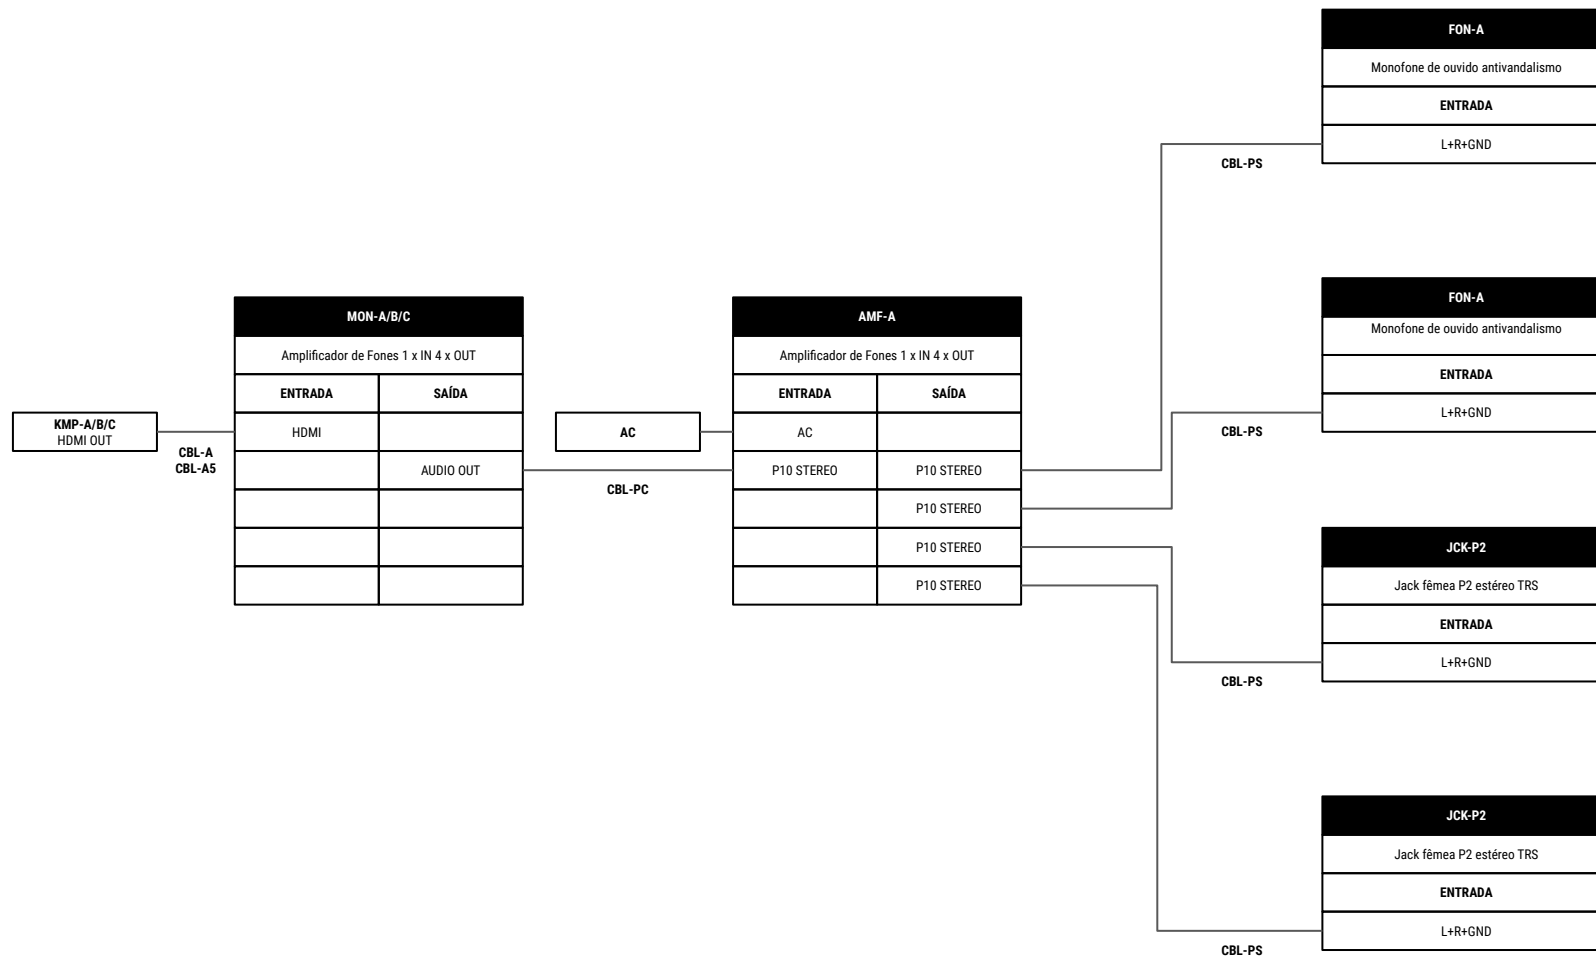 KMP-A/B/C
HDMI OUT
CBL-A
CBL-A5
MON-A/B/C
Amplificador de Fones 1 x IN 4 x OUT
ENTRADA SAÍDA
HDMI
AUDIO OUT
CBL-PC
AC
AMF-A
Amplificador de Fones 1 x IN 4 x OUT
ENTRADA SAÍDA
AC
P10 STEREO P10 STEREO
P10 STEREO
P10 STEREO
P10 STEREO
CBL-PS
FON-A
Monofone de ouvido antivandalismo
ENTRADA
L+R+GND
CBL-PS
FON-A
Monofone de ouvido antivandalismo
ENTRADA
L+R+GND
CBL-PS
JCK-P2
Jack fêmea P2 estéreo TRS
ENTRADA
L+R+GND
CBL-PS
JCK-P2
Jack fêmea P2 estéreo TRS
ENTRADA
L+R+GND